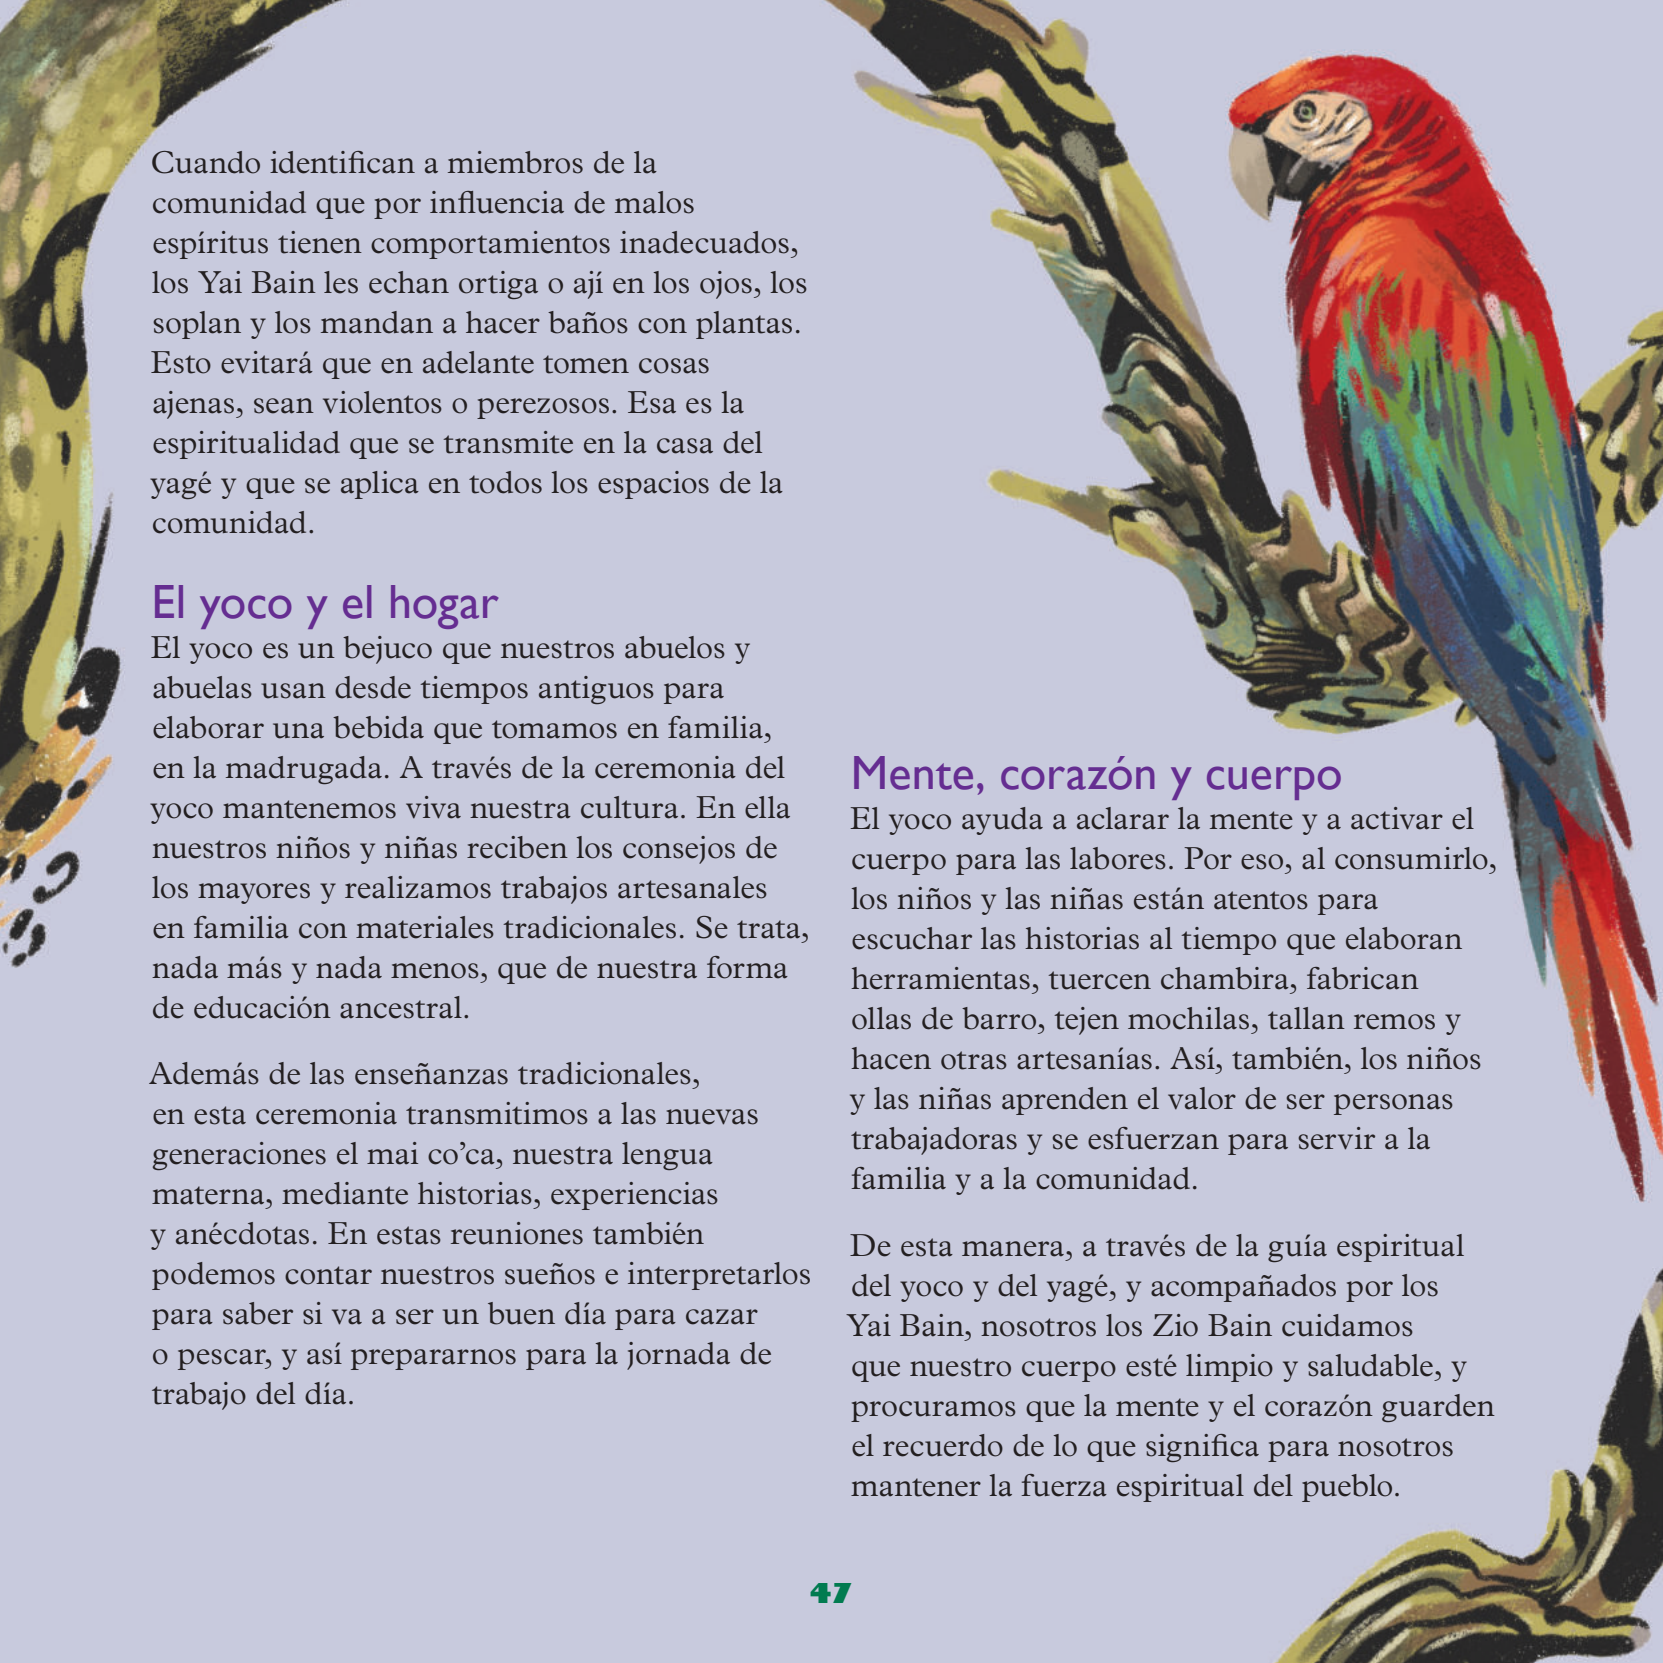 Cuando identifican a miembros de la
comunidad que por influencia de malos
espíritus tienen comportamientos inadecuados,
los Yai Bain les echan ortiga o ají en los ojos, los
soplan y los mandan a hacer baños con plantas.
Esto evitará que en adelante tomen cosas
ajenas, sean violentos o perezosos. Esa es la
espiritualidad que se transmite en la casa del
yagé y que se aplica en todos los espacios de la
comunidad.
El yoco y el hogar
El yoco es un bejuco que nuestros abuelos y
abuelas usan desde tiempos antiguos para
elaborar una bebida que tomamos en familia,
en la madrugada. A través de la ceremonia del
yoco mantenemos viva nuestra cultura. En ella
nuestros niños y niñas reciben los consejos de
los mayores y realizamos trabajos artesanales
en familia con materiales tradicionales. Se trata,
nada más y nada menos, que de nuestra forma
de educación ancestral.
Además de las enseñanzas tradicionales,
en esta ceremonia transmitimos a las nuevas
generaciones el mai co’ca, nuestra lengua
materna, mediante historias, experiencias
y anécdotas. En estas reuniones también
podemos contar nuestros sueños e interpretarlos
para saber si va a ser un buen día para cazar
o pescar, y así prepararnos para la jornada de
trabajo del día.
Mente, corazón y cuerpo
El yoco ayuda a aclarar la mente y a activar el
cuerpo para las labores. Por eso, al consumirlo,
los niños y las niñas están atentos para
escuchar las historias al tiempo que elaboran
herramientas, tuercen chambira, fabrican
ollas de barro, tejen mochilas, tallan remos y
hacen otras artesanías. Así, también, los niños
y las niñas aprenden el valor de ser personas
trabajadoras y se esfuerzan para servir a la
familia y a la comunidad.
De esta manera, a través de la guía espiritual
del yoco y del yagé, y acompañados por los
Yai Bain, nosotros los Zio Bain cuidamos
que nuestro cuerpo esté limpio y saludable, y
procuramos que la mente y el corazón guarden
el recuerdo de lo que significa para nosotros
mantener la fuerza espiritual del pueblo.
47